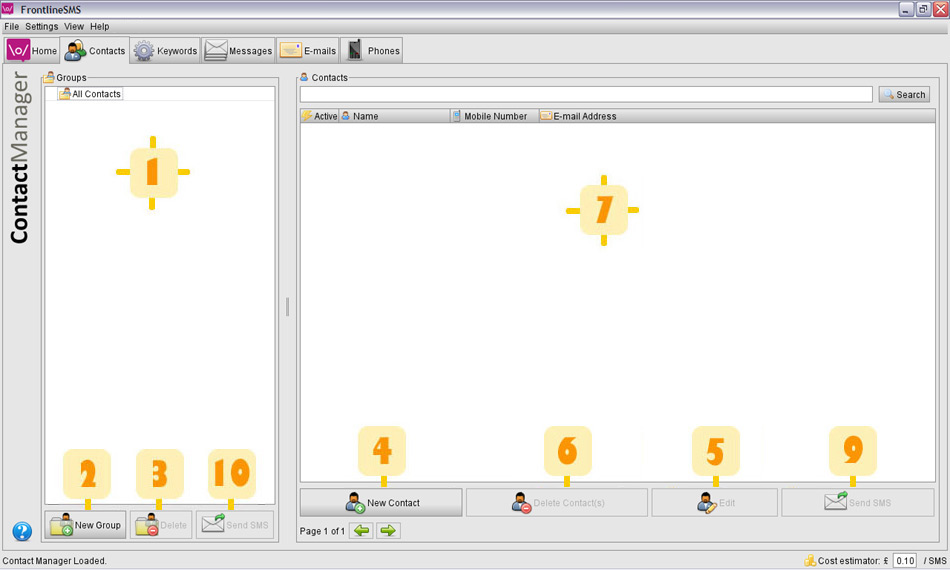 FrontlineSMS
File Settings View Help
\o/ Home Contacts Keywords Messages E-mails Phones
ContactManager
Groups
All Contacts
1
2 3 10
New Group Delete Send SMS
Contacts
Search
Active Name Mobile Number E-mail Address
7
4 6 5 9
New Contact Delete Contact(s) Edit Send SMS
Page 1 of 1
?
Contact Manager Loaded. Cost estimator: £ 0.10 / SMS